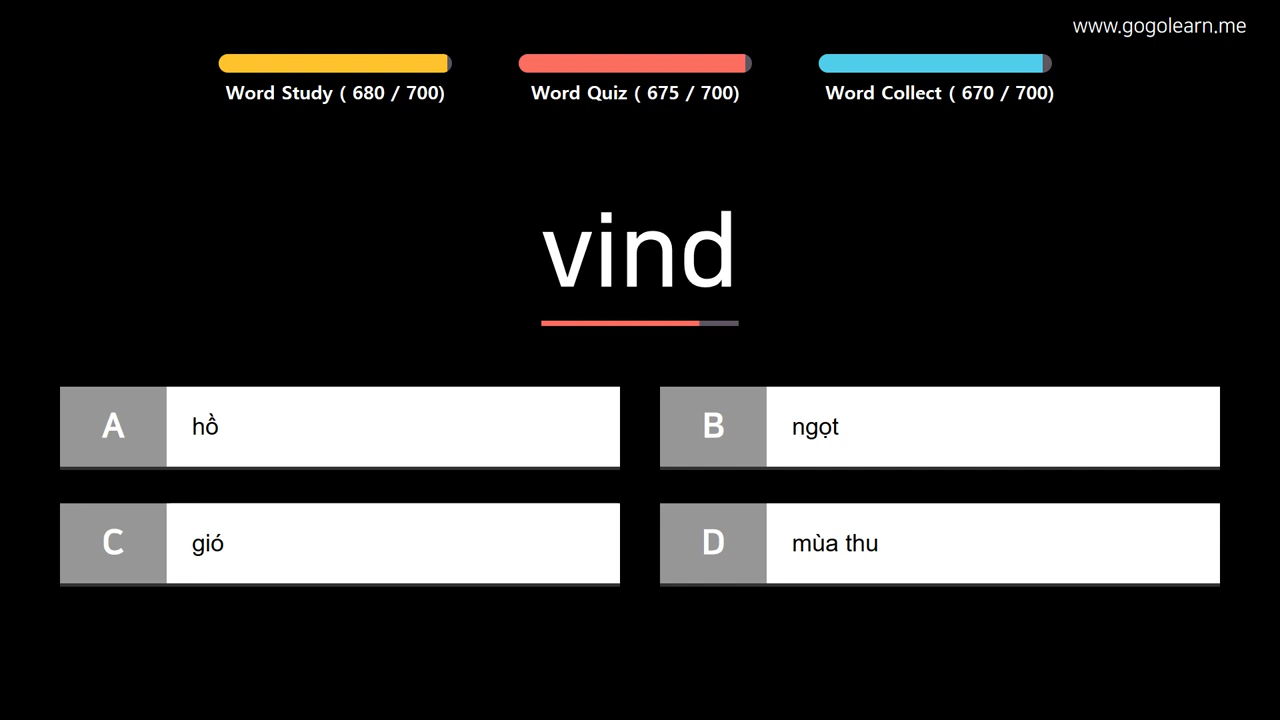 www.gogolearn.me
Word Study ( 680 / 700)
Word Quiz ( 675 / 700)
Word Collect ( 670 / 700)
vind
A hồ
B ngọt
C gió
D mùa thu